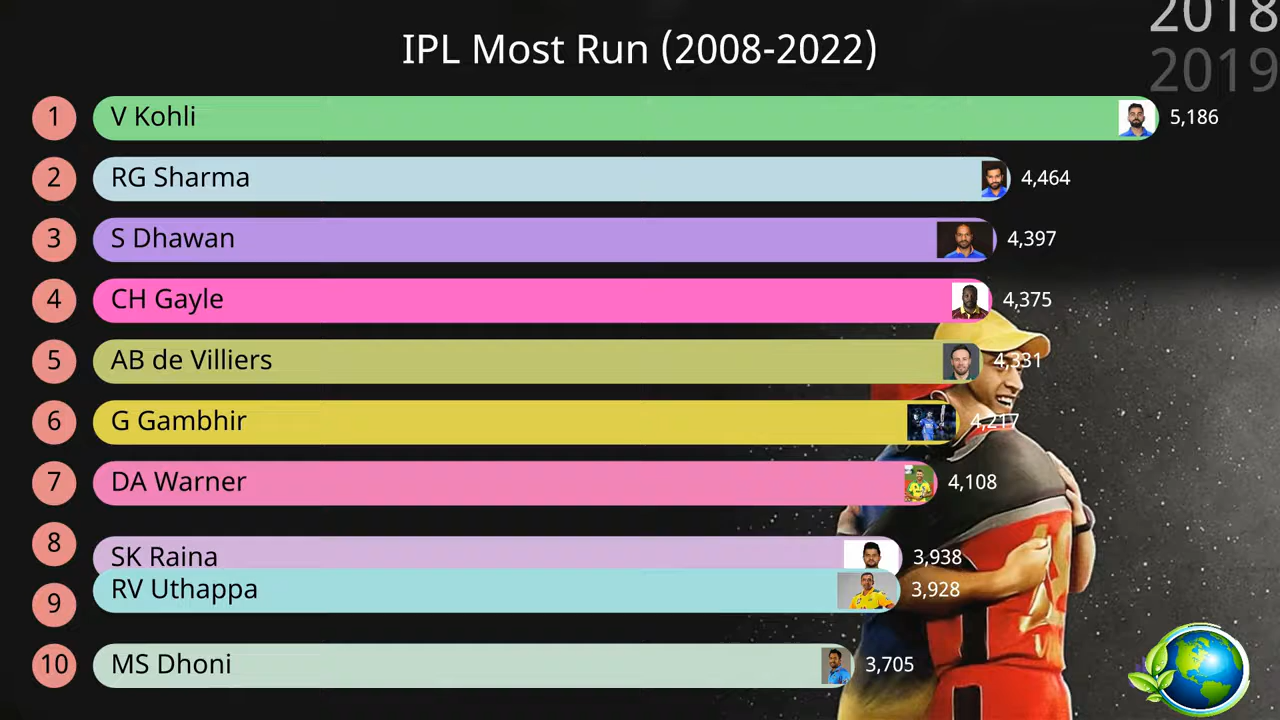 2018
IPL Most Run (2008-2022)
2019
1 V Kohli 5,186
2 RG Sharma 4,464
3 S Dhawan 4,397
4 CH Gayle 4,375
5 AB de Villiers 4,331
6 G Gambhir 4,217
7 DA Warner 4,108
8 SK Raina 3,938
9 RV Uthappa 3,928
10 MS Dhoni 3,705